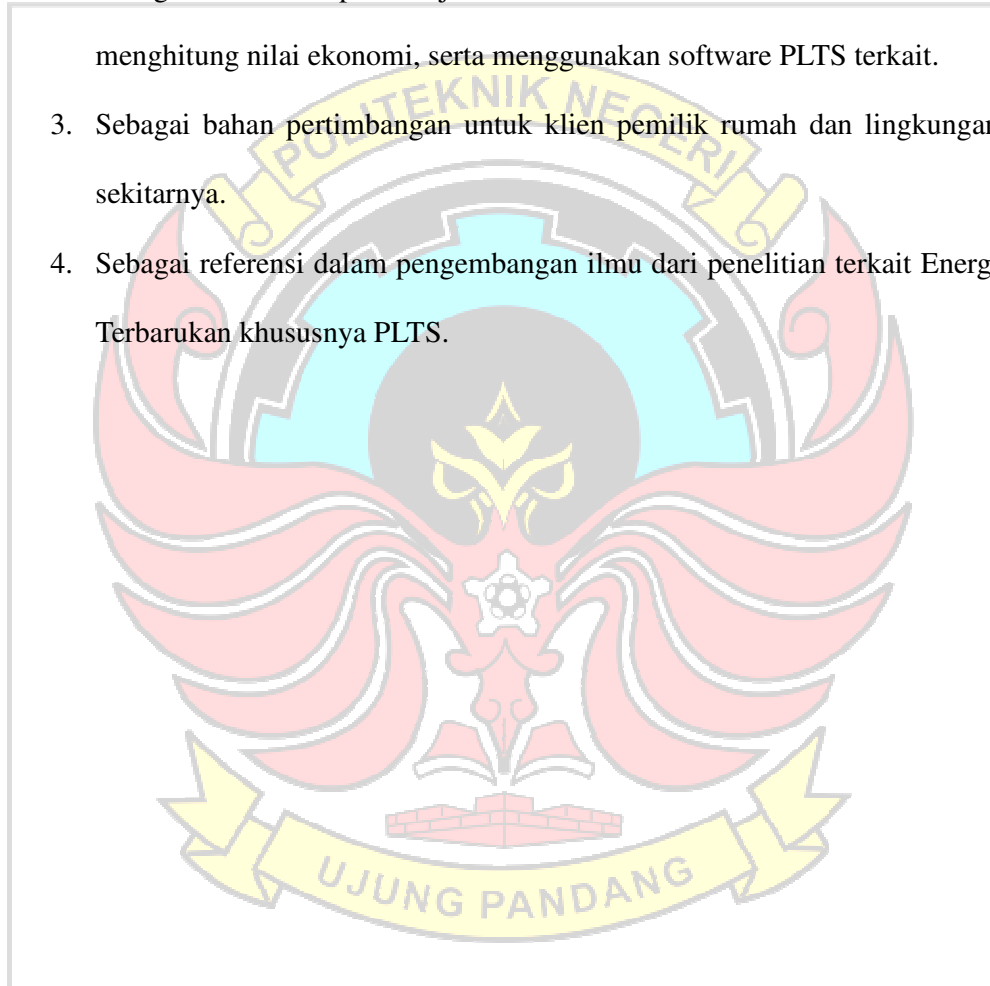 menghitung nilai ekonomi, serta menggunakan software PLTS terkait.
POLITEKNIK NEGERI
3. Sebagai bahan pertimbangan untuk klien pemilik rumah dan lingkungan
sekitarnya.
4. Sebagai referensi dalam pengembangan ilmu dari penelitian terkait Energ
Terbarukan khususnya PLTS.
UJUNG PANDANG